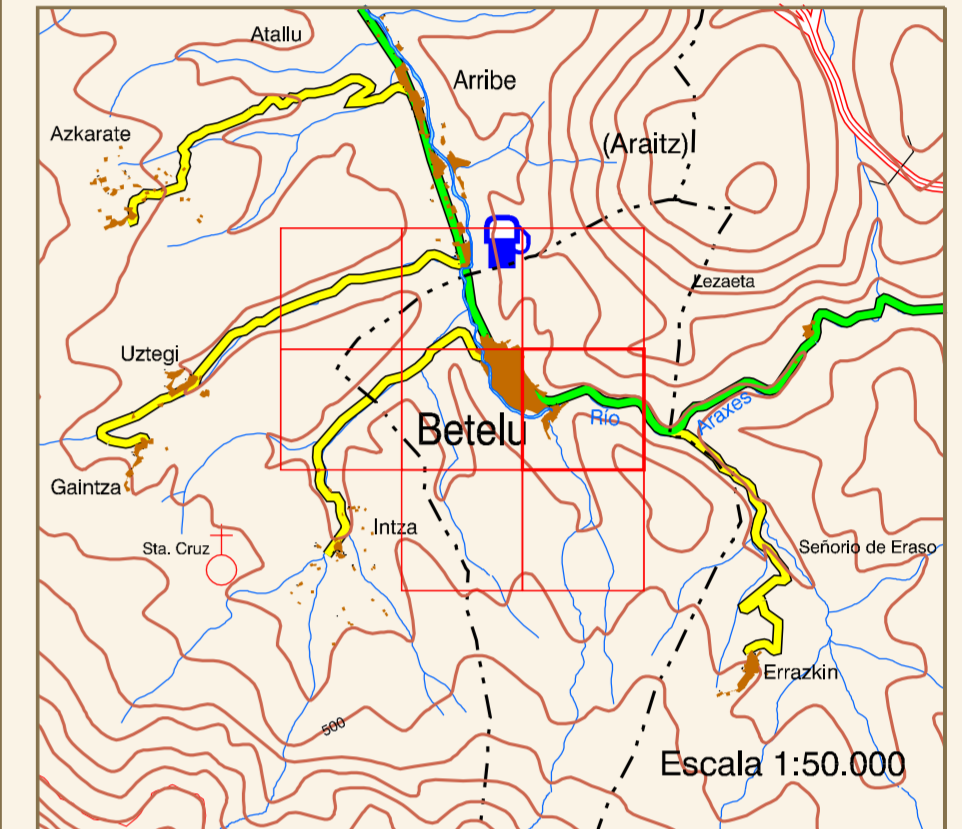 Atallu
Arribe
Azkarate
(Araitz)
Lezaeta
Uztegi
Río
Araxes
Betelu
Gaintza
Intza
Sta. Cruz
Señorio de Eraso
Errazkin
500
Escala 1:50.000